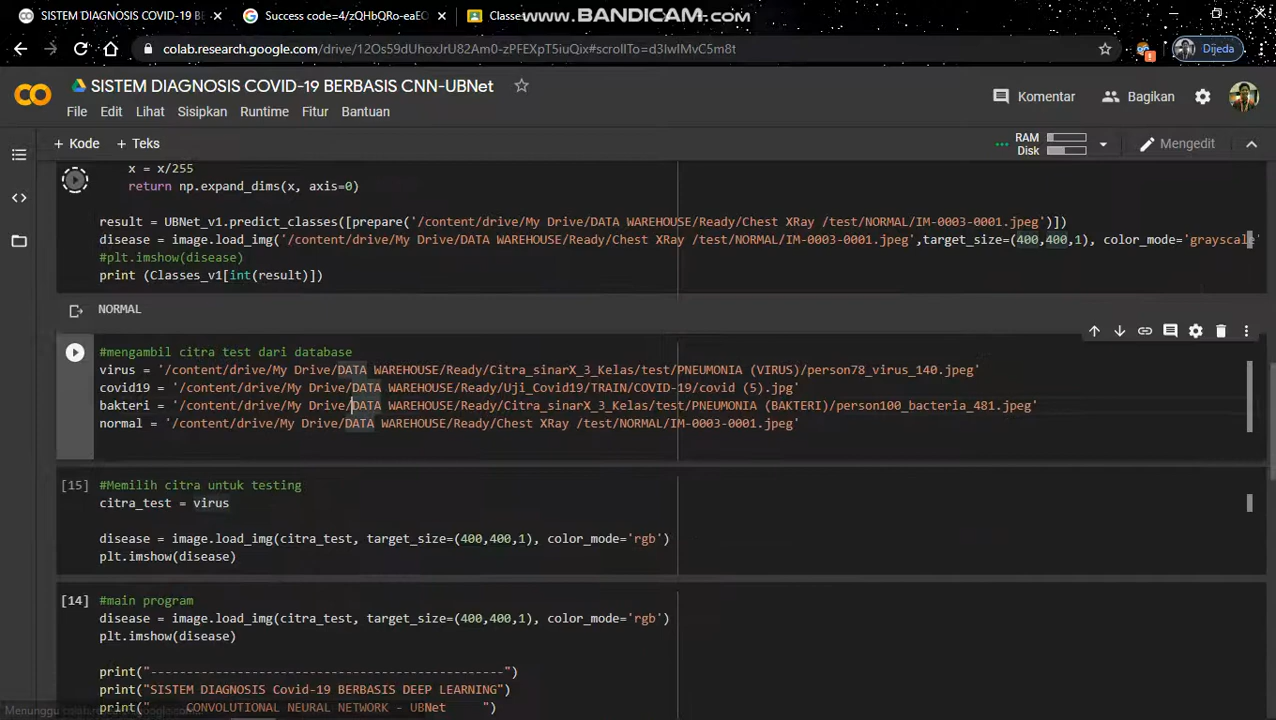 SISTEM DIAGNOSIS COVID-19 B
Success code=4/zQHbQRo-eaEC
Classe
www.BANDICAM.com
colab.research.google.com/drive/12Os59dUhoxJrU82Am0-zPFEXpT5iuQix#scrollTo=d3IwIMvC5m8t
Dijeda
CO
SISTEM DIAGNOSIS COVID-19 BERBASIS CNN-UBNet
Komentar
Bagikan
File Edit Lihat Sisipkan Runtime Fitur Bantuan
+ Kode + Teks
RAM
Disk
Mengedit
x = x/255
return np.expand_dims(x, axis=0)
result = UBNet_v1.predict_classes([prepare('/content/drive/My Drive/DATA WAREHOUSE/Ready/Chest XRay /test/NORMAL/IM-0003-0001.jpeg')])
disease = image.load_img('/content/drive/My Drive/DATA WAREHOUSE/Ready/Chest XRay /test/NORMAL/IM-0003-0001.jpeg',target_size=(400,400,1), color_mode='grayscale'
#plt.imshow(disease)
print (Classes_v1[int(result)])
NORMAL
#mengambil citra test dari database
virus = '/content/drive/My Drive/DATA WAREHOUSE/Ready/Citra_sinarX_3_Kelas/test/PNEUMONIA (VIRUS)/person78_virus_140.jpeg'
covid19 = '/content/drive/My Drive/DATA WAREHOUSE/Ready/Uji_Covid19/TRAIN/COVID-19/covid (5).jpg'
bakteri = '/content/drive/My Drive/DATA WAREHOUSE/Ready/Citra_sinarX_3_Kelas/test/PNEUMONIA (BAKTERI)/person100_bacteria_481.jpeg'
normal = '/content/drive/My Drive/DATA WAREHOUSE/Ready/Chest XRay /test/NORMAL/IM-0003-0001.jpeg'
[15] #Memilih citra untuk testing
citra_test = virus
disease = image.load_img(citra_test, target_size=(400,400,1), color_mode='rgb')
plt.imshow(disease)
[14] #main program
disease = image.load_img(citra_test, target_size=(400,400,1), color_mode='rgb')
plt.imshow(disease)
print("-------------------------------------------------")
print("SISTEM DIAGNOSIS Covid-19 BERBASIS DEEP LEARNING")
print("     CONVOLUTIONAL NEURAL NETWORK - UBNet     ")
Menunggu colab.research.google.com...